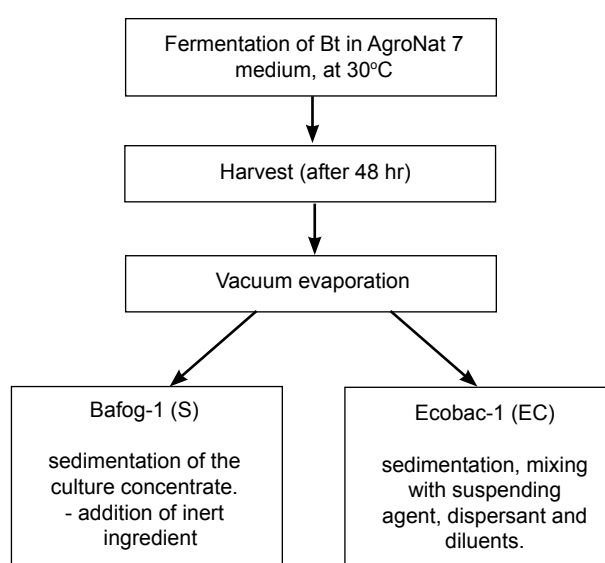 Fermentation of Bt in AgroNat 7
medium, at 30ºC
Harvest (after 48 hr)
Vacuum evaporation
Bafog-1 (S)
sedimentation of the
culture concentrate.
- addition of inert
ingredient
Ecobac-1 (EC)
sedimentation, mixing
with suspending
agent, dispersant and
diluents.